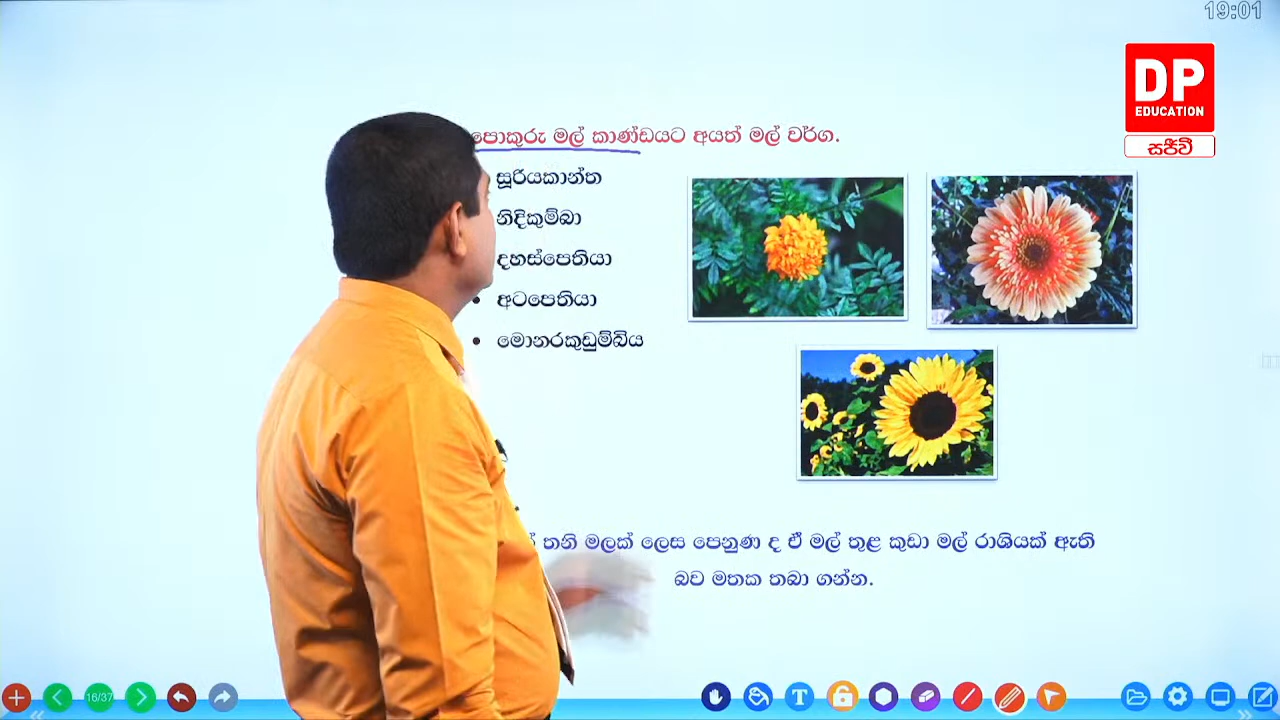 19:01
DP
EDUCATION
සජීවී
පොකුරු මල් කාණ්ඩයට අයත් මල් වර්ග.
සූරියකාන්ත
නිදිකුම්බා
දහස්පෙතියා
• අටපෙතියා
• මොනරකුඩුම්බිය
තනි මලක් ලෙස පෙනුණ ද ඒ මල් තුළ කුඩා මල් රාශියක් ඇති
බව මතක තබා ගන්න.
16/37
T